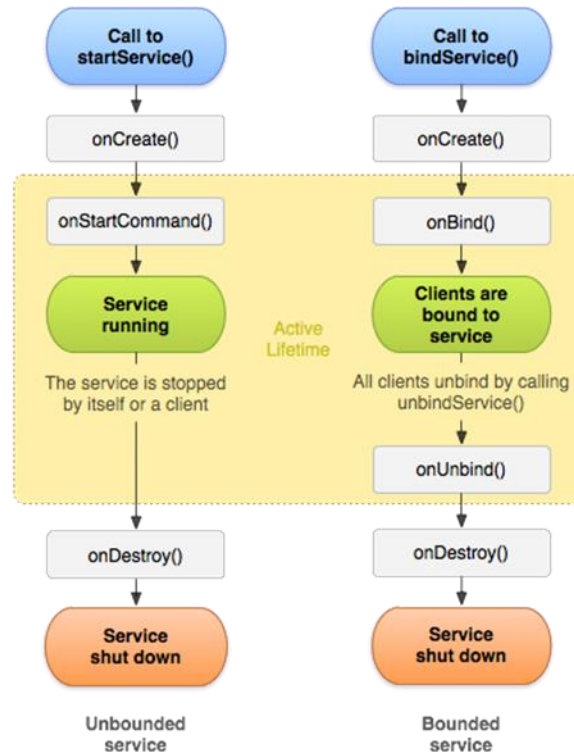 Call to
startService()
onCreate()
onStartCommand()
Service
running
The service is stopped
by itself or a client
onDestroy()
Service
shut down
Unbounded
service
Active
Lifetime
Call to
bindService()
onCreate()
onBind()
Clients are
bound to
service
All clients unbind by calling
unbindService()
onUnbind()
onDestroy()
Service
shut down
Bounded
service